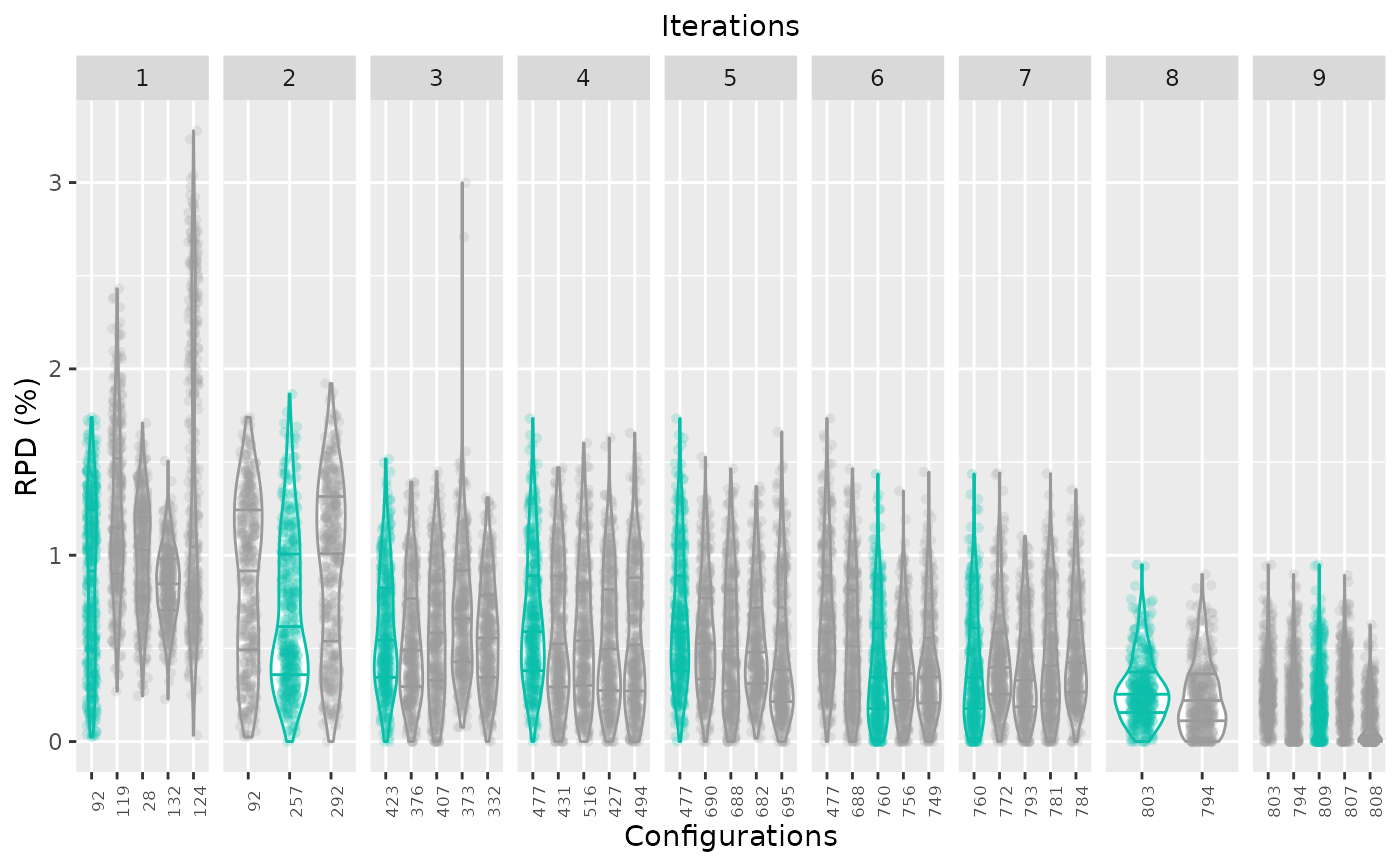 Iterations
1 2 3 4 5 6 7 8 9
RPD (%)
3
2
1
0
92 119 28 132 124 92 257 292 423 376 407 373 332 477 431 516 427 494 477 690 688 682 695 477 688 760 756 749 760 772 793 781 784 803 794 803 794 809 807 808
Configurations